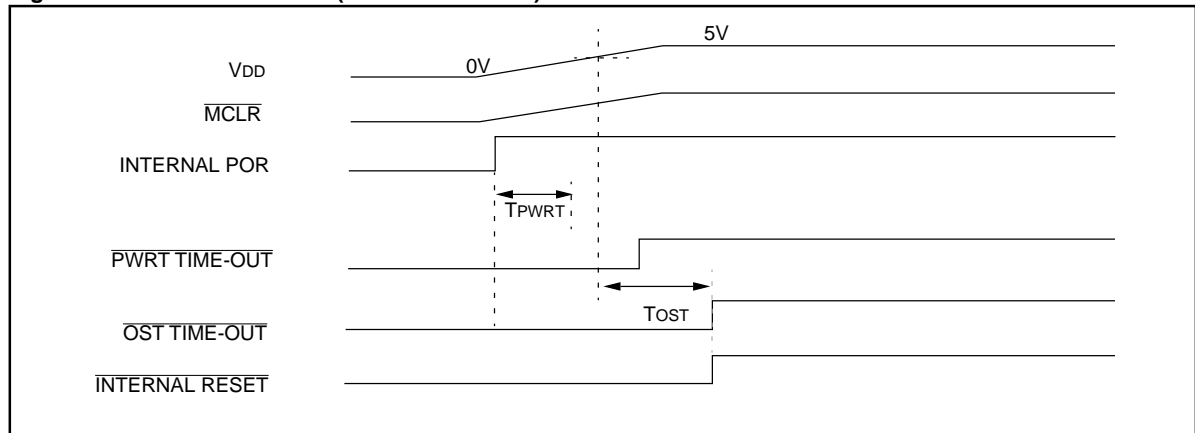 5V
0V
VDD
MCLR
INTERNAL POR
TPWRT
PWRT TIME-OUT
TOST
OST TIME-OUT
INTERNAL RESET